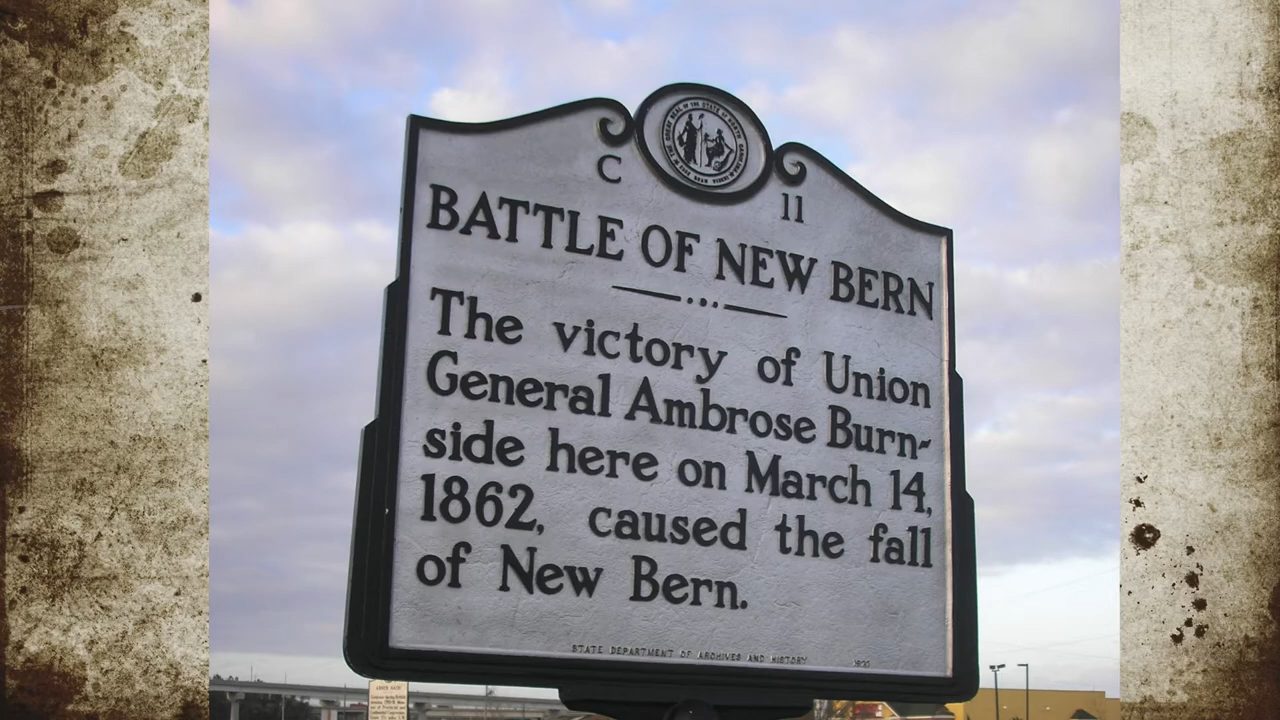 C
11
BATTLE OF NEW BERN
The victory of Union
General Ambrose Burn-
side here on March 14,
1862, caused the fall
of New Bern.
STATE DEPARTMENT OF ARCHIVES AND HISTORY